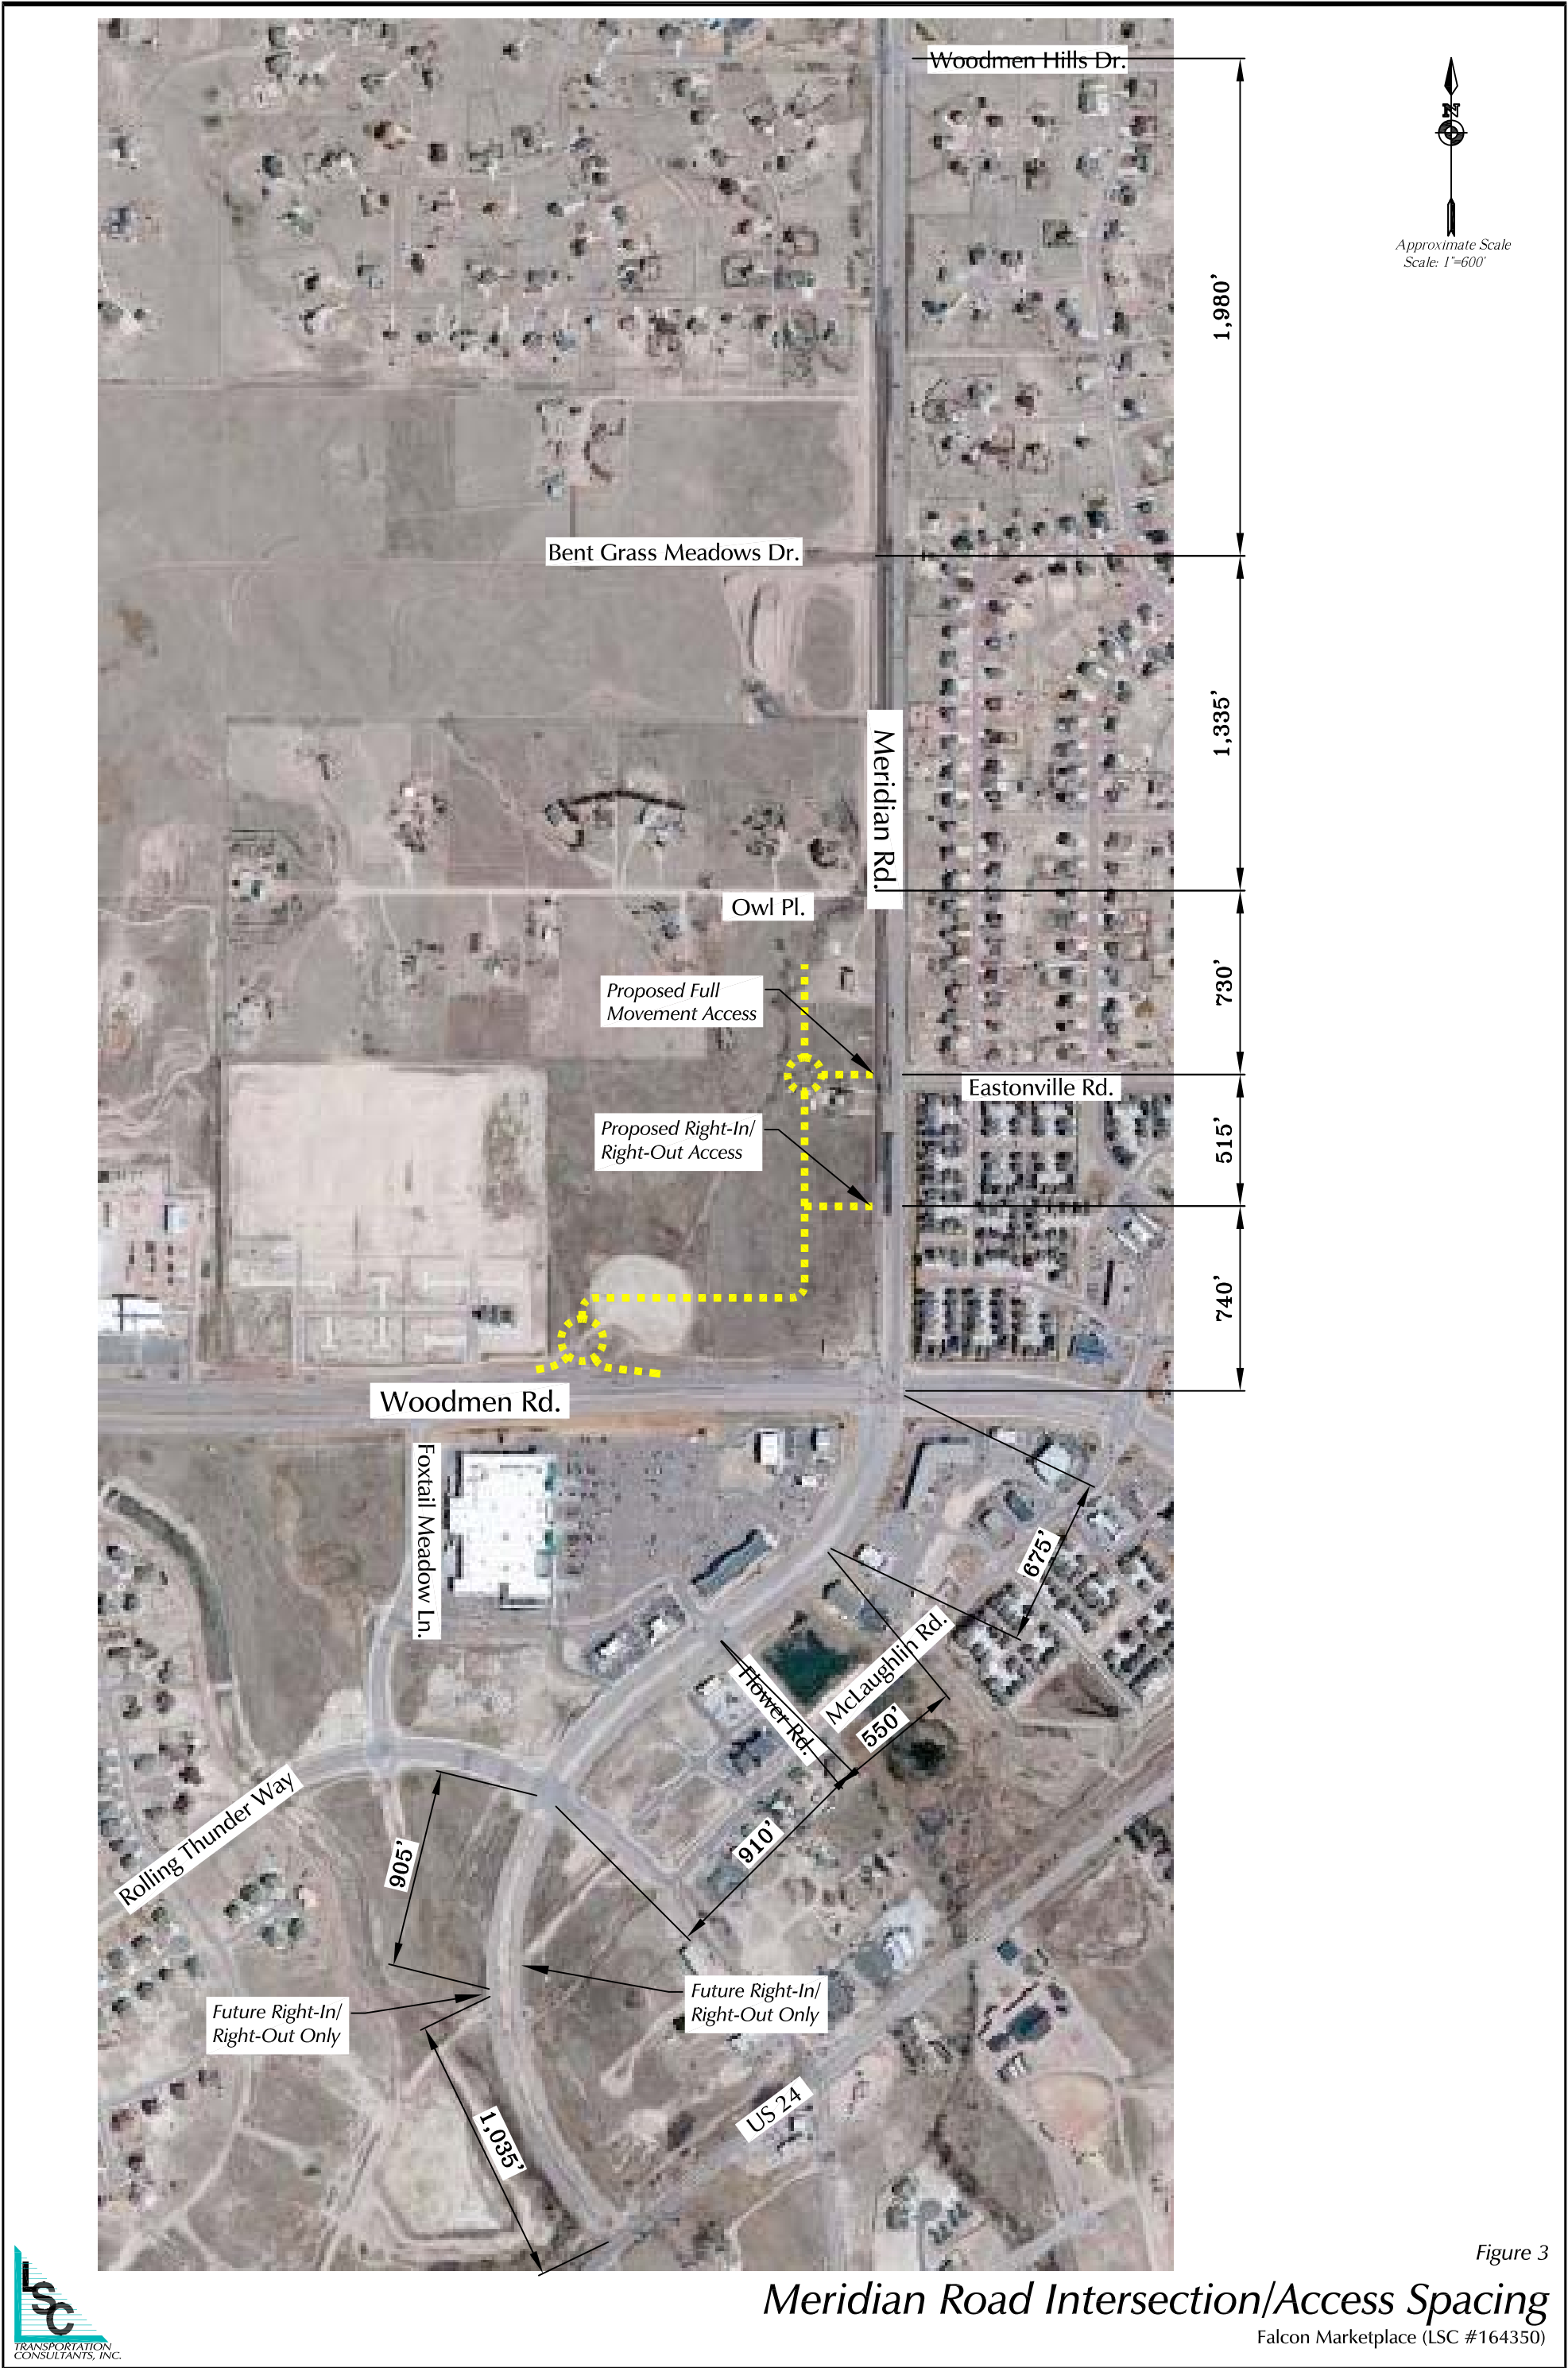 Woodmen Hills Dr.
N
Approximate Scale
Scale: 1"=600'
1,980'
Bent Grass Meadows Dr.
1,335'
Meridian Rd.
Owl Pl.
730'
Proposed Full
Movement Access
Eastonville Rd.
515'
Proposed Right-In/
Right-Out Access
740'
Woodmen Rd.
Foxtail Meadow Ln.
675'
McLaughlin Rd.
Flower Rd.
550'
910'
Rolling Thunder Way
905'
Future Right-In/
Right-Out Only
Future Right-In/
Right-Out Only
US 24
1,035'
Figure 3
Meridian Road Intersection/Access Spacing
Falcon Marketplace (LSC #164350)
LSC
TRANSPORTATION
CONSULTANTS, INC.